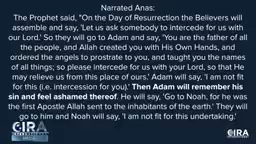 Narrated Anas:
The Prophet said, "On the Day of Resurrection the Believers will
assemble and say, 'Let us ask somebody to intercede for us with
our Lord.' So they will go to Adam and say, 'You are the father of all
the people, and Allah created you with His Own Hands, and
ordered the angels to prostrate to you, and taught you the names
of all things; so please intercede for us with your Lord, so that He
may relieve us from this place of ours.' Adam will say, 'I am not fit
for this (i.e. intercession for you).' Then Adam will remember his
sin and feel ashamed thereof. He will say, 'Go to Noah, for he was
the first Apostle Allah sent to the inhabitants of the earth.' They will
go to him and Noah will say, 'I am not fit for this undertaking.'
CIRA
INTERNATIONAL
CIRA